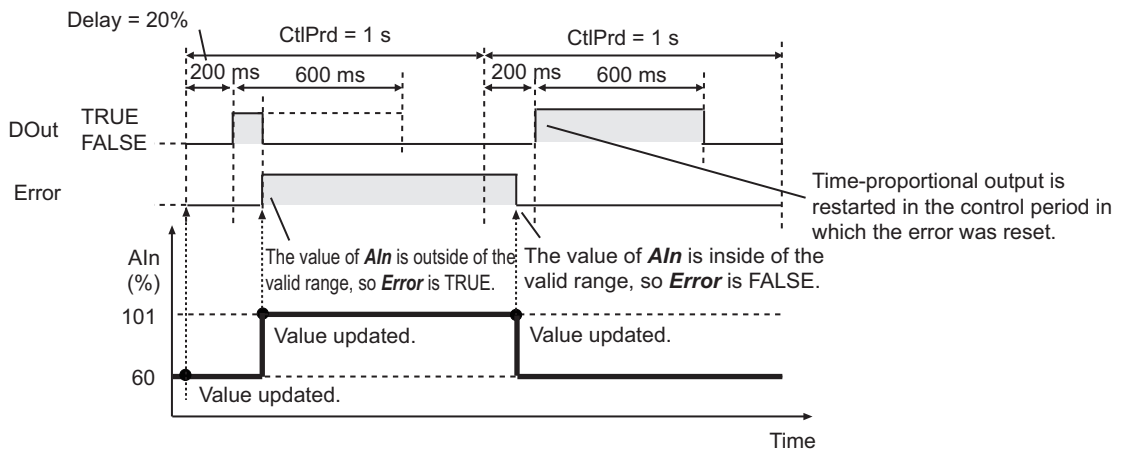 Delay = 20%
CtlPrd = 1 s
CtlPrd = 1 s
200 ms
600 ms
200 ms
600 ms
DOut
TRUE
FALSE
Error
Time-proportional output is
restarted in the control period in
which the error was reset.
The value of AIn is outside of the
valid range, so Error is TRUE.
The value of AIn is inside of the
valid range, so Error is FALSE.
AIn
(%)
101
Value updated.
Value updated.
60
Value updated.
Time